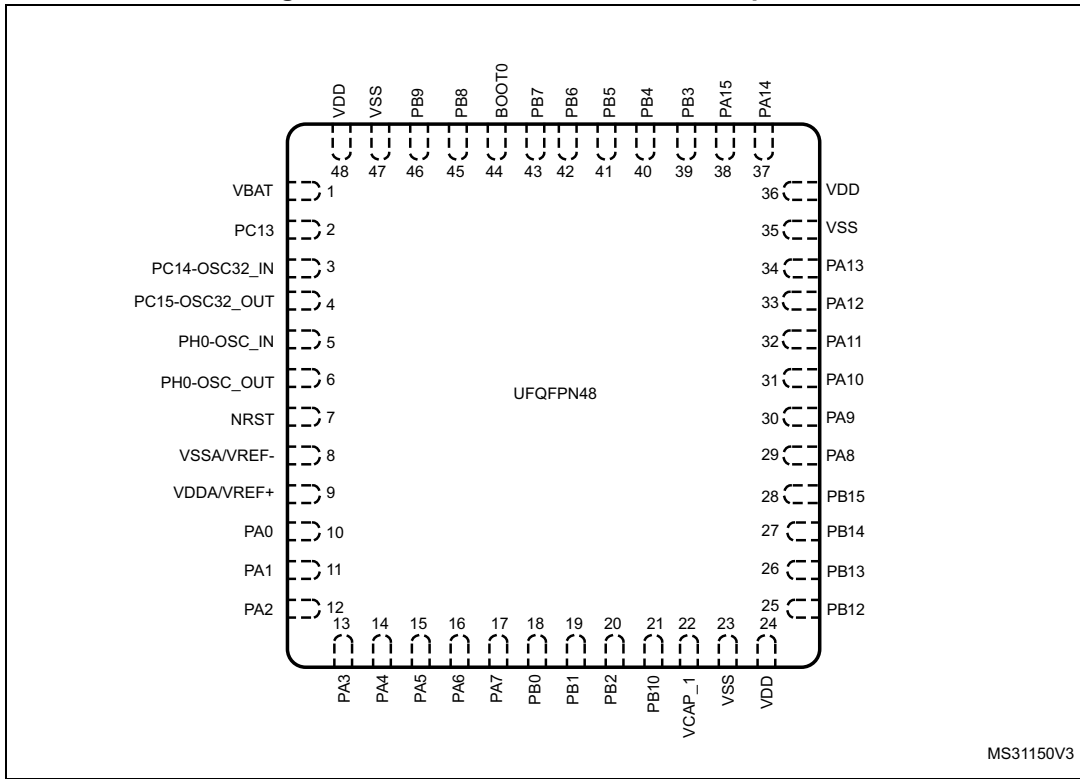 VDD
VSS
PB9
PB8
BOOT0
PB7
PB6
PB5
PB4
PB3
PA15
PA14
48
47
46
45
44
43
42
41
40
39
38
37
VBAT 1
PC13 2
PC14-OSC32_IN 3
PC15-OSC32_OUT 4
PH0-OSC_IN 5
PH0-OSC_OUT 6
NRST 7
VSSA/VREF- 8
VDDA/VREF+ 9
PA0 10
PA1 11
PA2 12
UFQFPN48
36 VDD
35 VSS
34 PA13
33 PA12
32 PA11
31 PA10
30 PA9
29 PA8
28 PB15
27 PB14
26 PB13
25 PB12
13
14
15
16
17
18
19
20
21
22
23
24
PA3
PA4
PA5
PA6
PA7
PB0
PB1
PB2
PB10
VCAP_1
VSS
VDD
MS31150V3